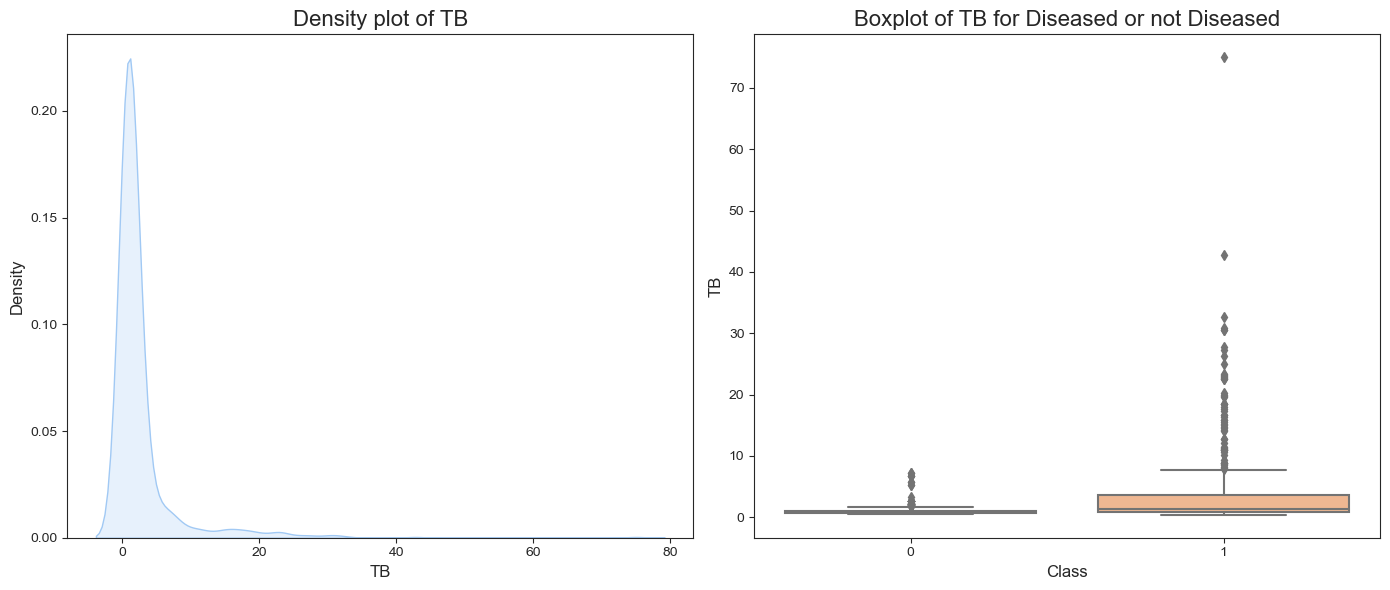 Density plot of TB
0.20
0.15
0.10
0.05
0.00
Density
0 20 40 60 80
TB
Boxplot of TB for Diseased or not Diseased
70
60
50
40
30
20
10
0
TB
0 1
Class